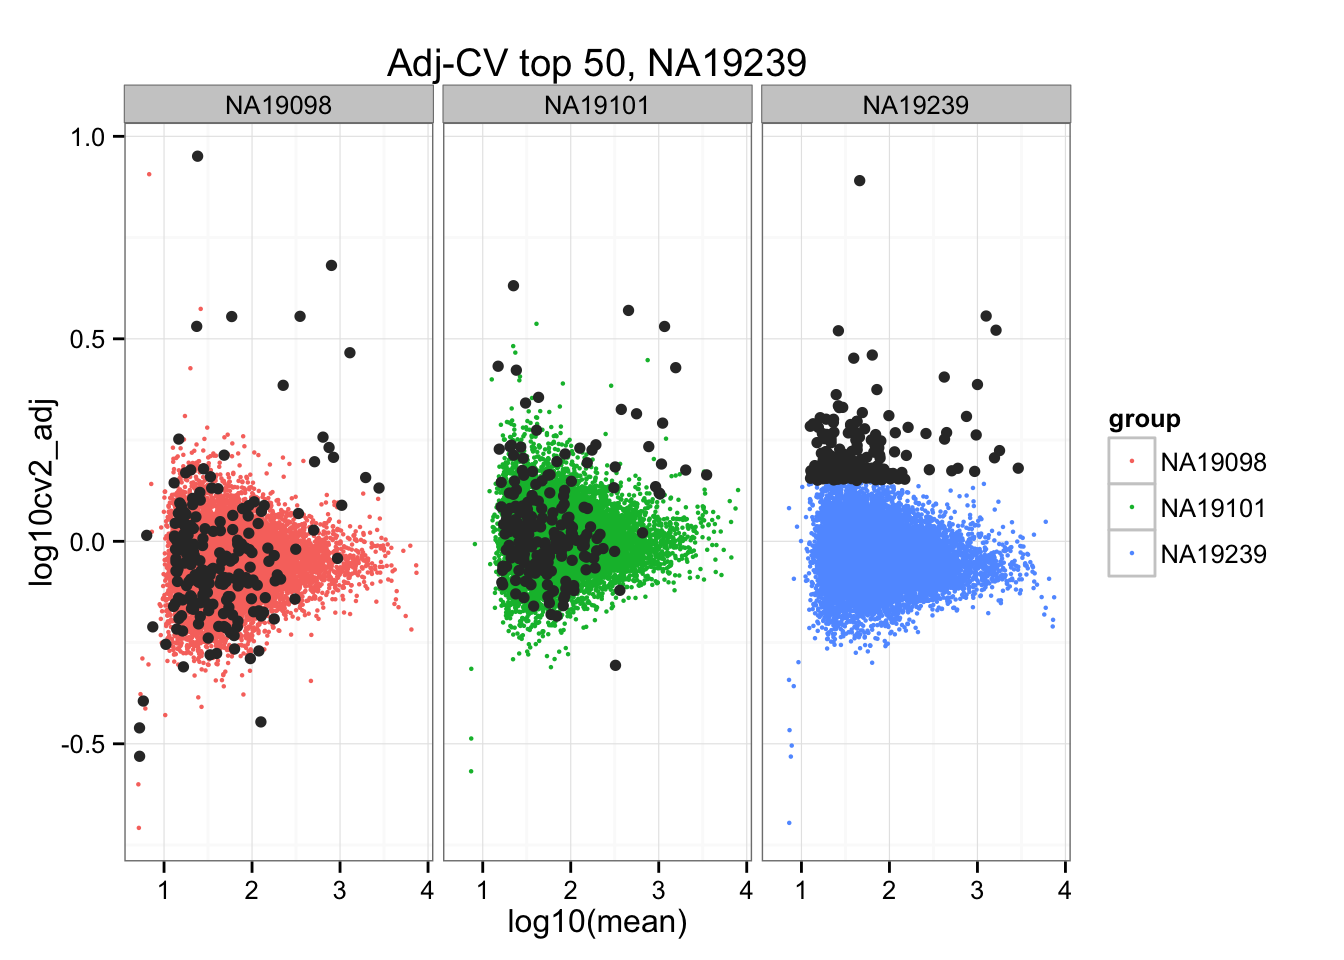 Adj-CV top 50, NA19239
NA19098 NA19101 NA19239
1.0
0.5
0.0
-0.5
log10cv2_adj
1 2 3 4 1 2 3 4 1 2 3 4
log10(mean)
group
NA19098
NA19101
NA19239